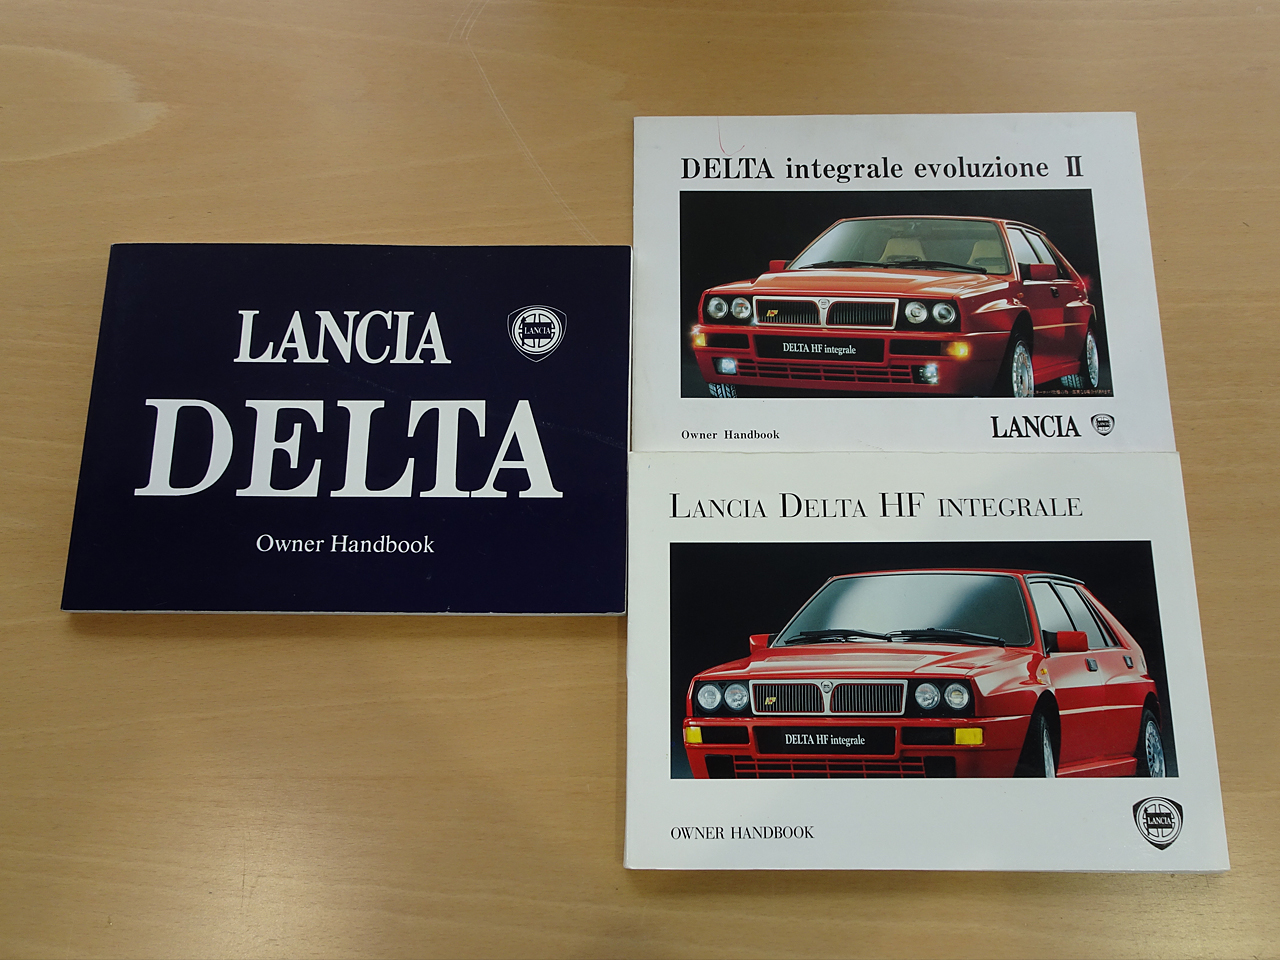 LANCIA
LANCIA
DELTA
Owner Handbook
DELTA integrale evoluzione II
DELTA HF integrale
Owner Handbook
LANCIA
LANCIA
LANCIA DELTA HF INTEGRALE
HF
DELTA HF integrale
OWNER HANDBOOK
LANCIA